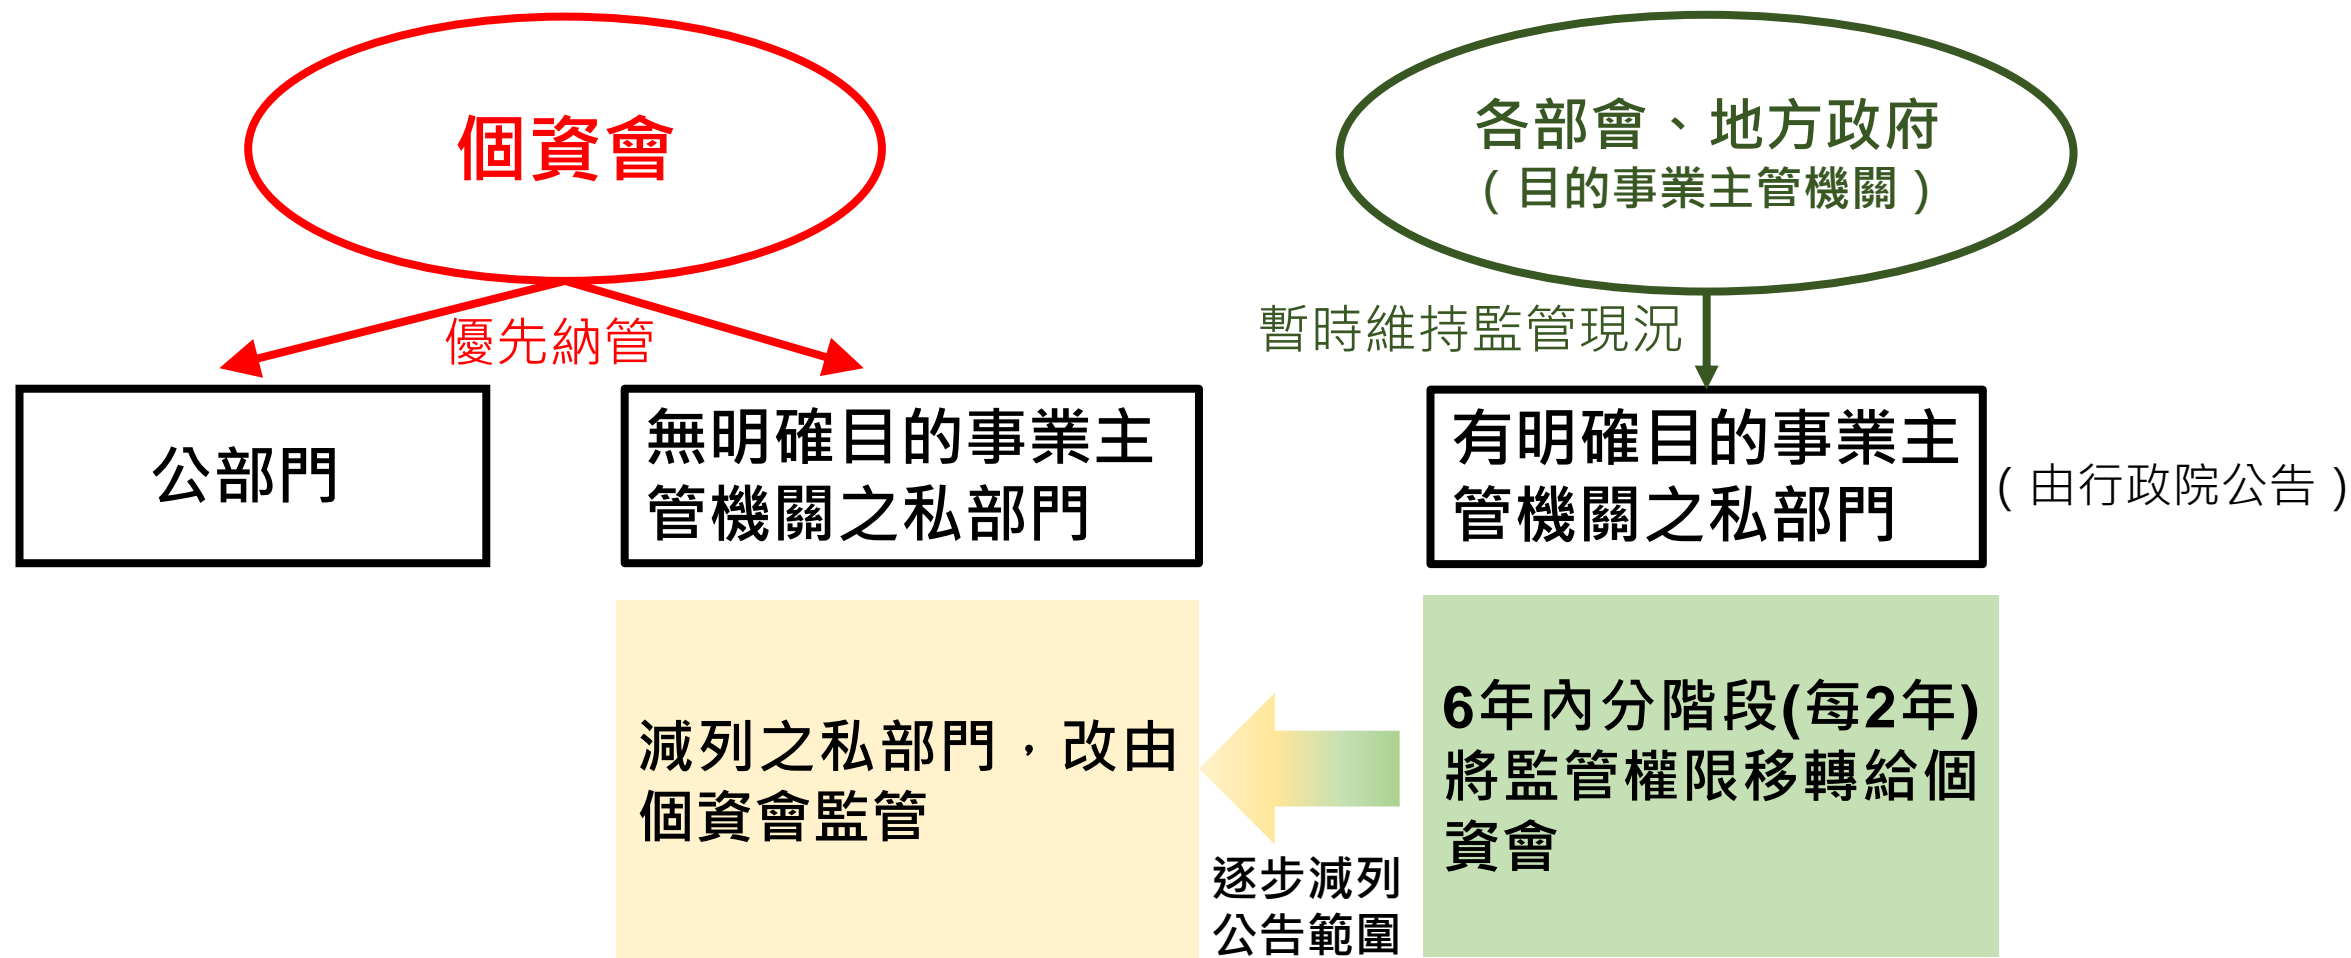 個資會
各部會、地方政府
（目的事業主管機關）
優先納管
暫時維持監管現況
公部門
無明確目的事業主
管機關之私部門
有明確目的事業主
管機關之私部門
（由行政院公告）
減列之私部門，改由
個資會監管
逐步減列
公告範圍
6年內分階段(每2年)
將監管權限移轉給個
資會